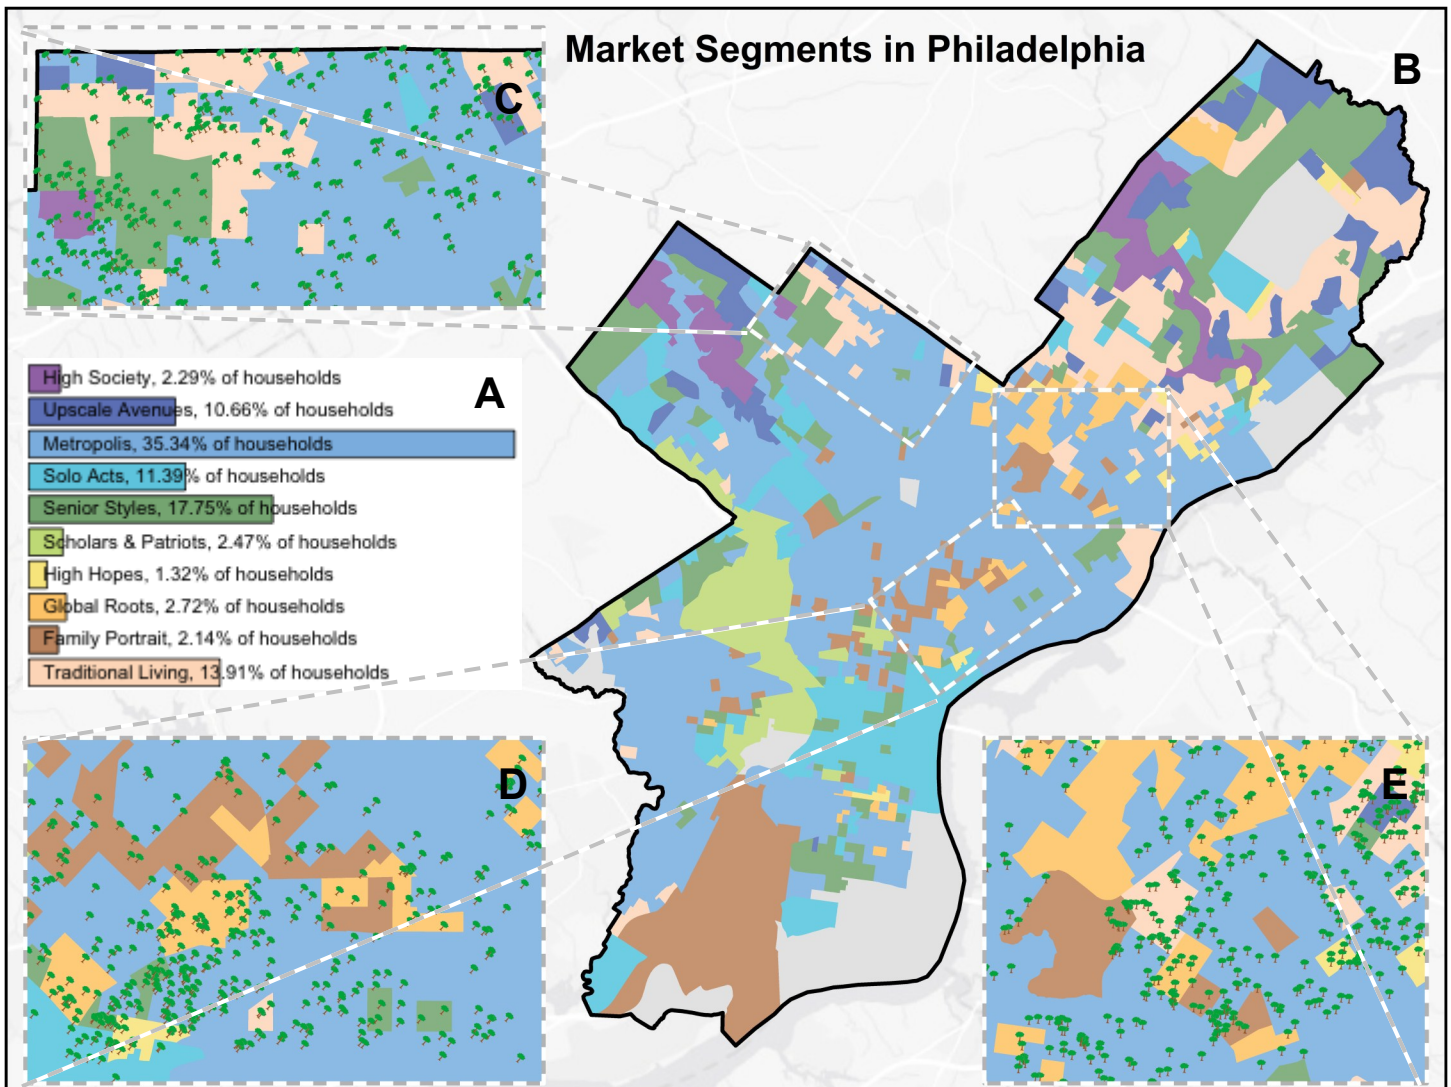 Market Segments in Philadelphia
B
C
A
High Society, 2.29% of households
Upscale Avenues, 10.66% of households
Metropolis, 35.34% of households
Solo Acts, 11.39% of households
Senior Styles, 17.75% of households
Scholars & Patriots, 2.47% of households
High Hopes, 1.32% of households
Global Roots, 2.72% of households
Family Portrait, 2.14% of households
Traditional Living, 13.91% of households
D
E